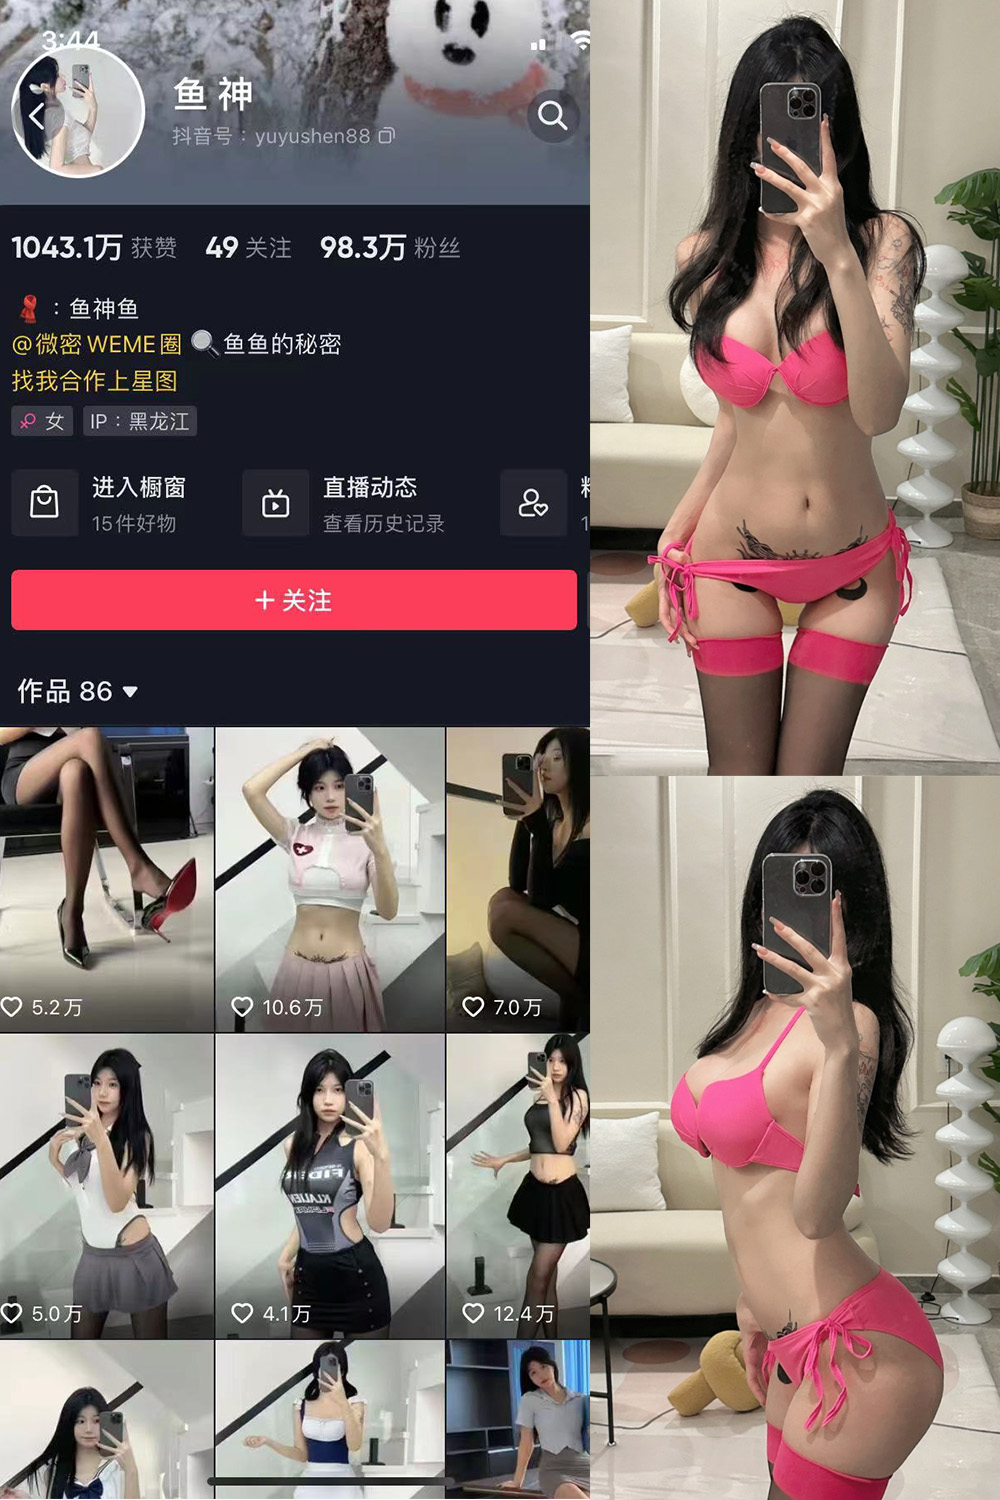 3:44
鱼神
抖音号：yuyushen88
1043.1万 获赞 49 关注 98.3万 粉丝
：鱼神鱼
@微密WEME圈 鱼鱼的秘密
找我合作上星图
女 IP：黑龙江
进入橱窗
15件好物
直播动态
查看历史记录
1
+ 关注
作品 86
5.2万
10.6万
7.0万
5.0万
4.1万
12.4万